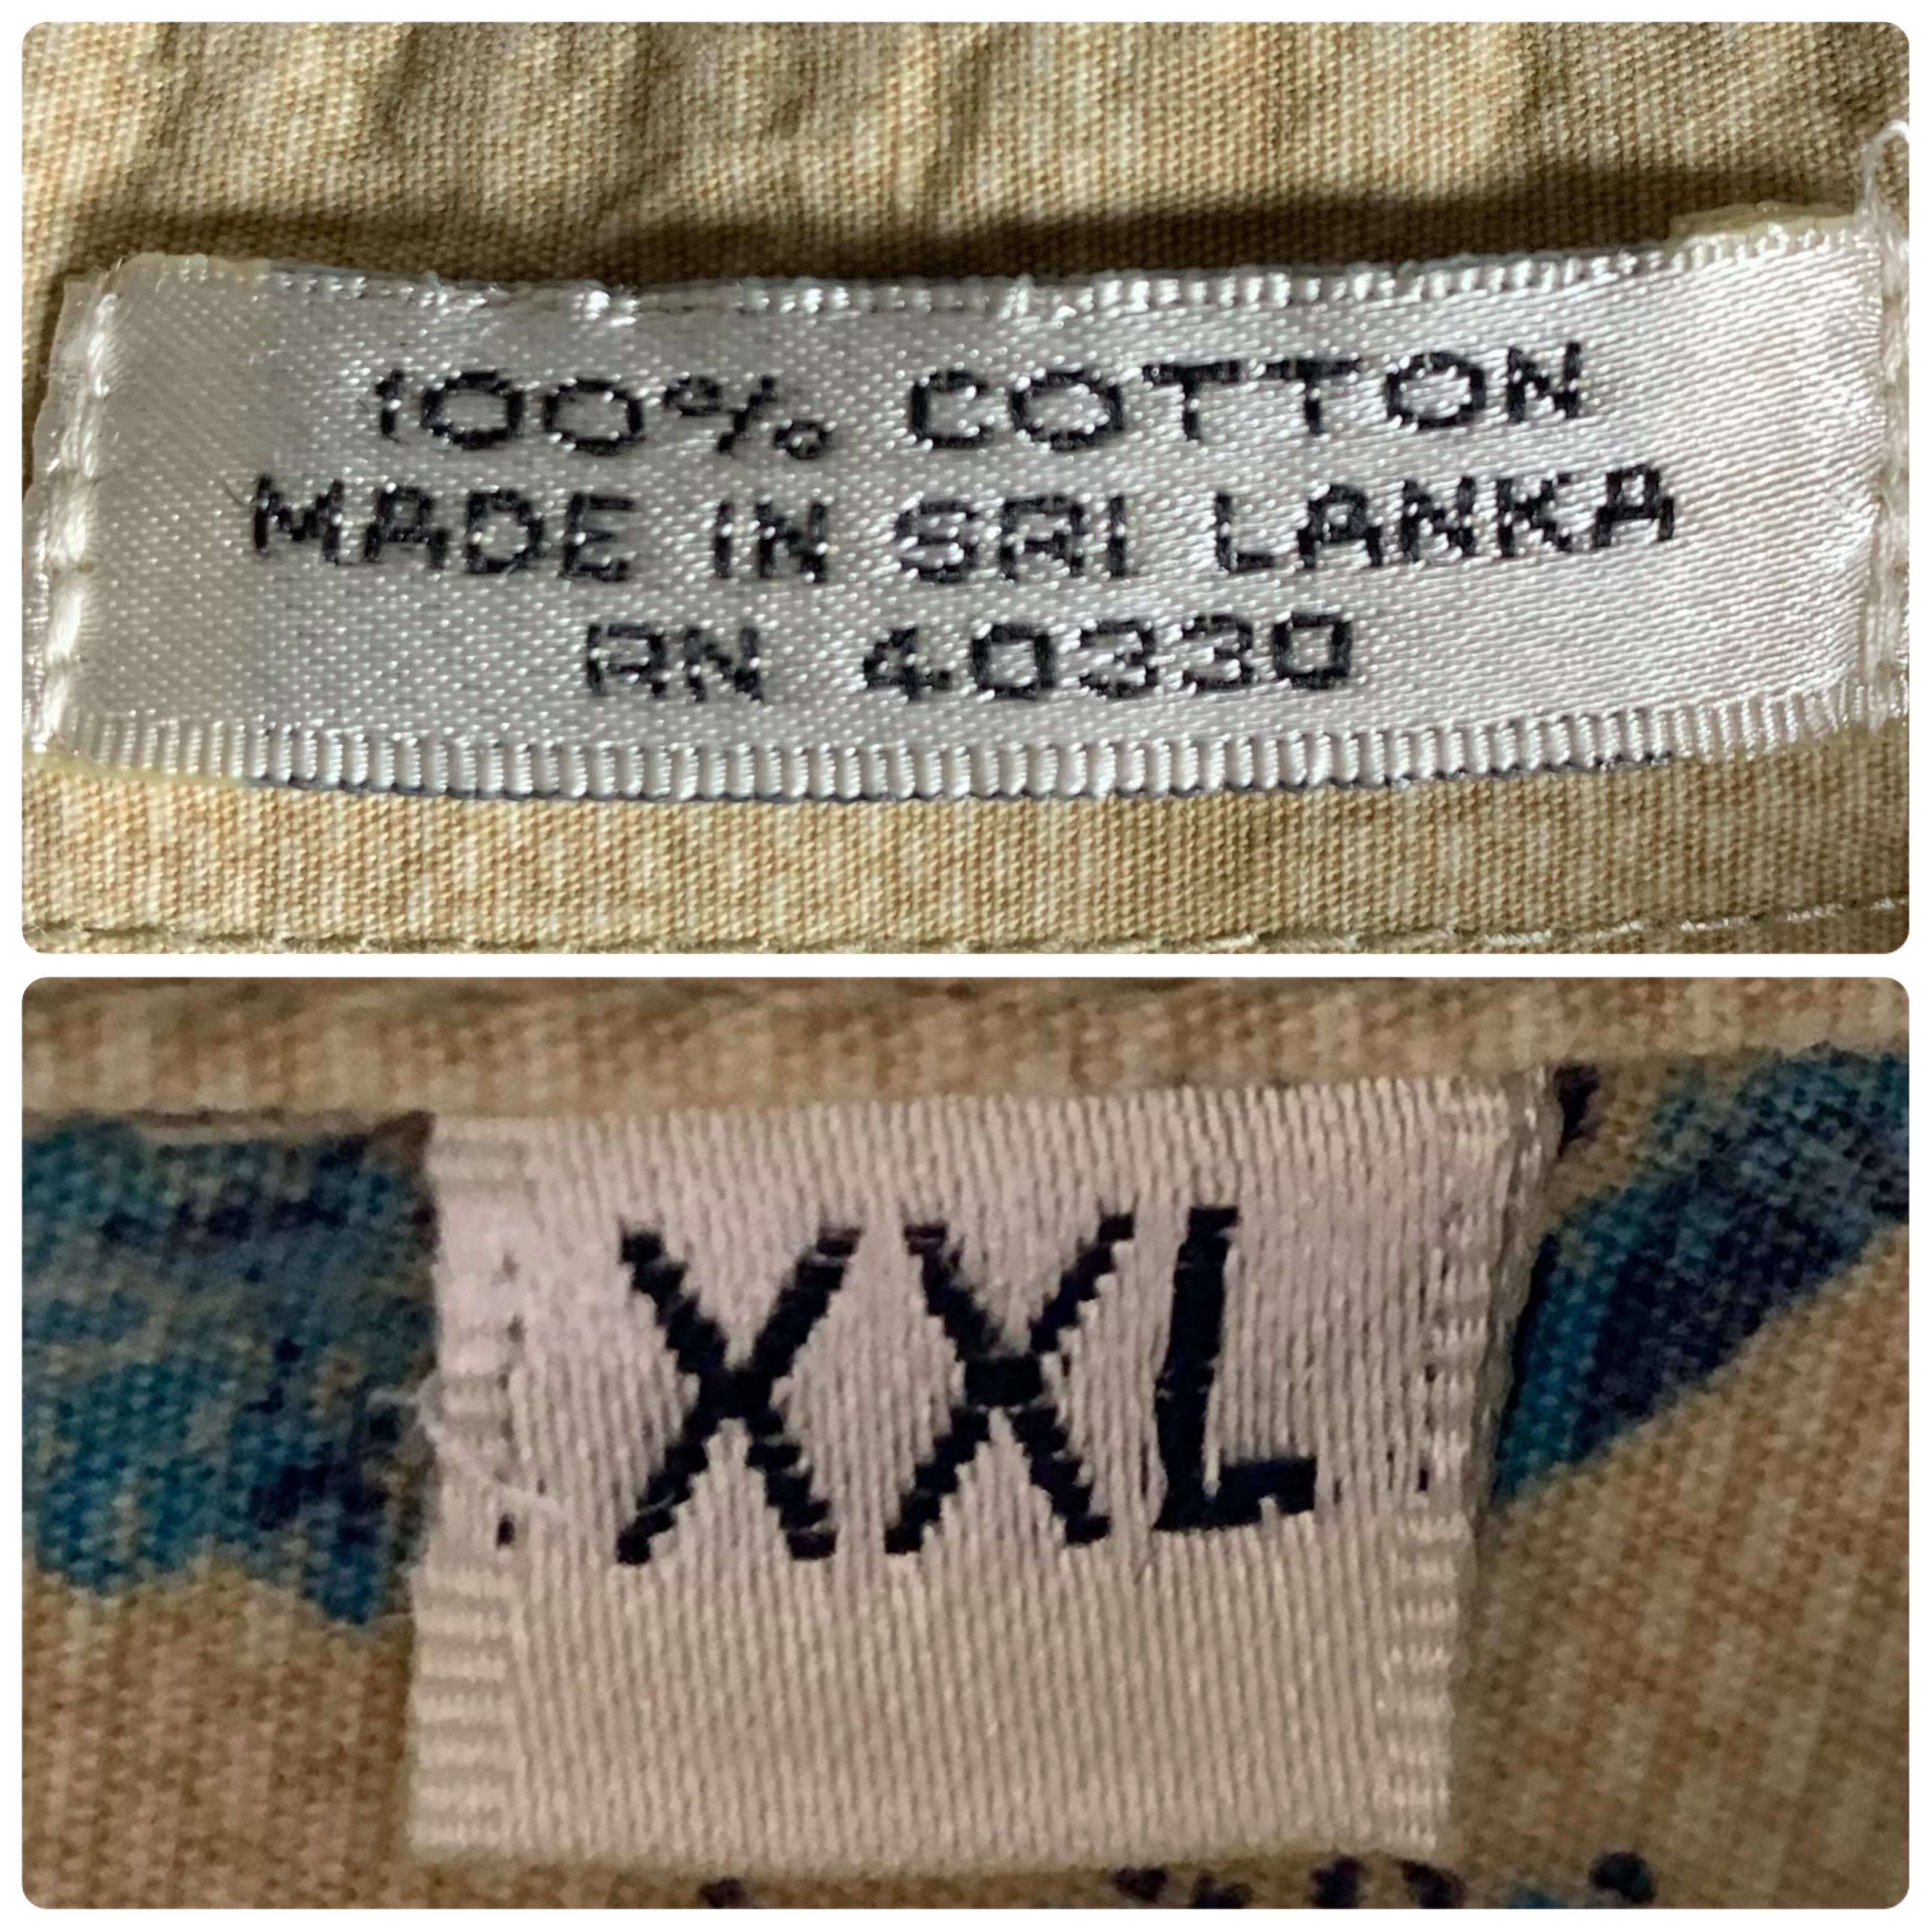 100% COTTON
MADE IN SRI LANKA
RN 40330
XXL